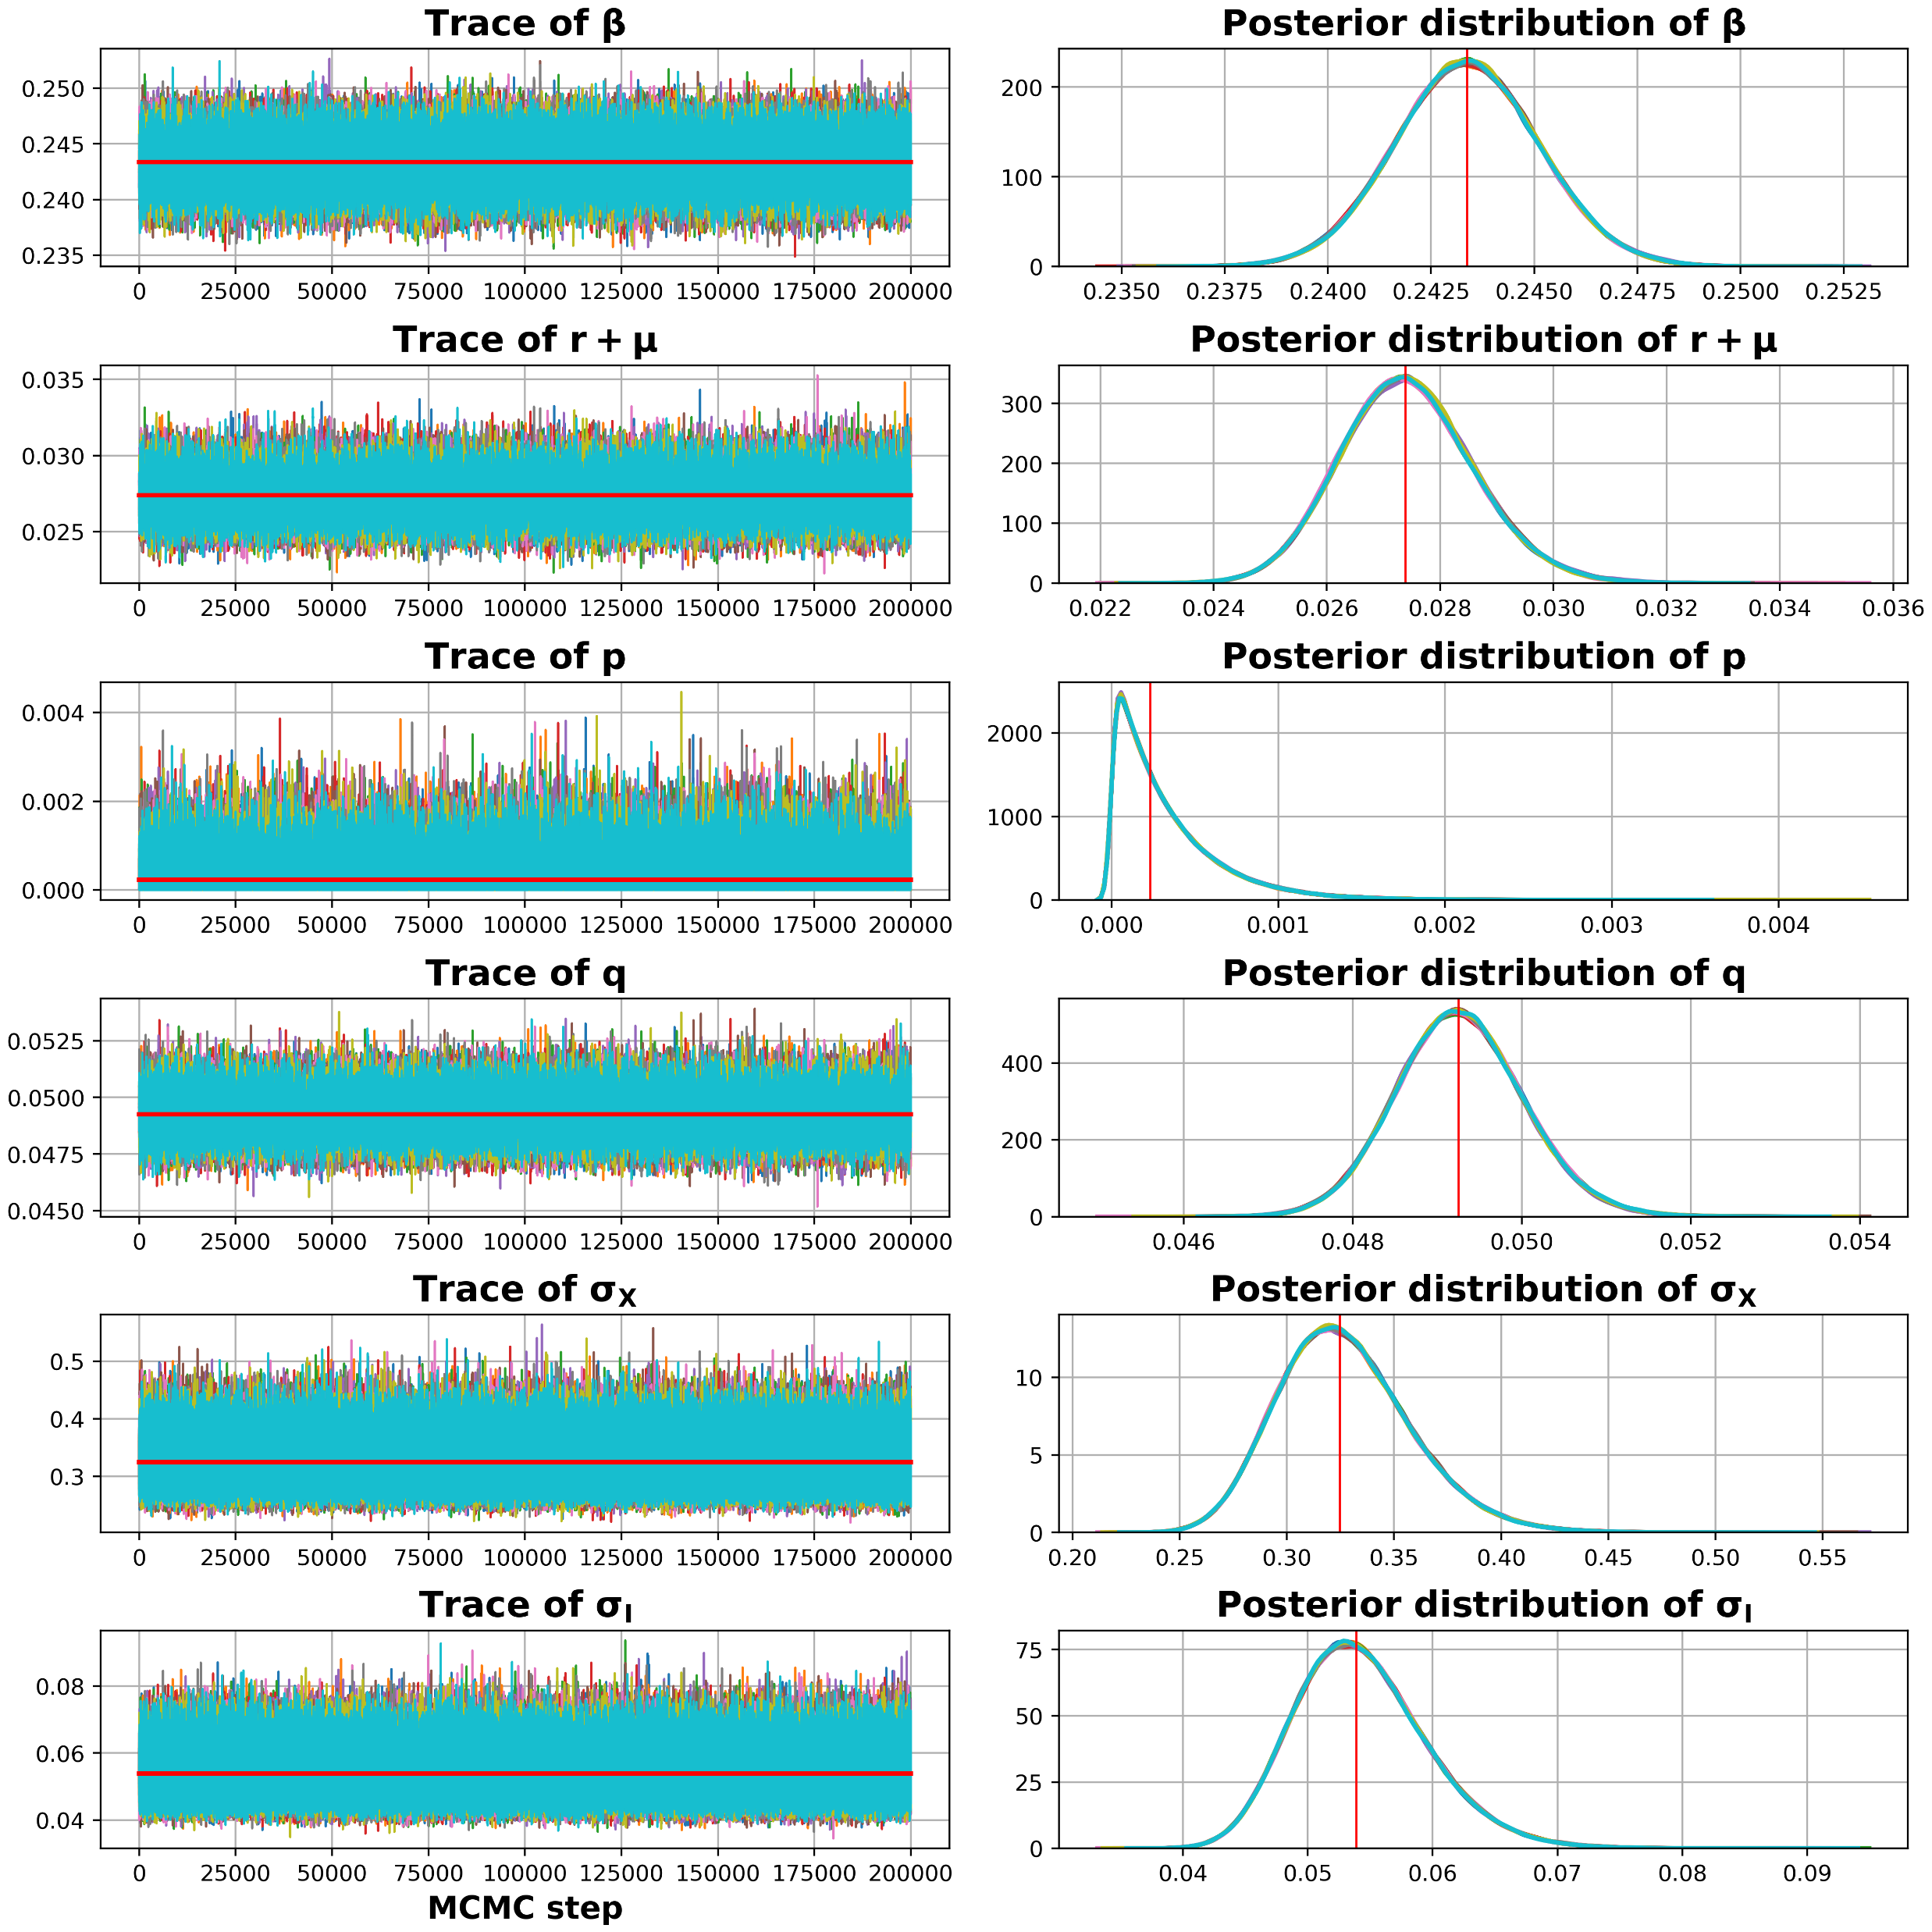 Trace of β
0.250
0.245
0.240
0.235
0 25000 50000 75000 100000 125000 150000 175000 200000
Posterior distribution of β
200
100
0
0.2350 0.2375 0.2400 0.2425 0.2450 0.2475 0.2500 0.2525
Trace of r + μ
0.035
0.030
0.025
0 25000 50000 75000 100000 125000 150000 175000 200000
Posterior distribution of r + μ
300
200
100
0
0.022 0.024 0.026 0.028 0.030 0.032 0.034 0.036
Trace of p
0.004
0.002
0.000
0 25000 50000 75000 100000 125000 150000 175000 200000
Posterior distribution of p
2000
1000
0
0.000 0.001 0.002 0.003 0.004
Trace of q
0.0525
0.0500
0.0475
0.0450
0 25000 50000 75000 100000 125000 150000 175000 200000
Posterior distribution of q
400
200
0
0.046 0.048 0.050 0.052 0.054
Trace of σX
0.5
0.4
0.3
0 25000 50000 75000 100000 125000 150000 175000 200000
Posterior distribution of σX
10
5
0
0.20 0.25 0.30 0.35 0.40 0.45 0.50 0.55
Trace of σI
0.08
0.06
0.04
0 25000 50000 75000 100000 125000 150000 175000 200000
MCMC step
Posterior distribution of σI
75
50
25
0
0.04 0.05 0.06 0.07 0.08 0.09